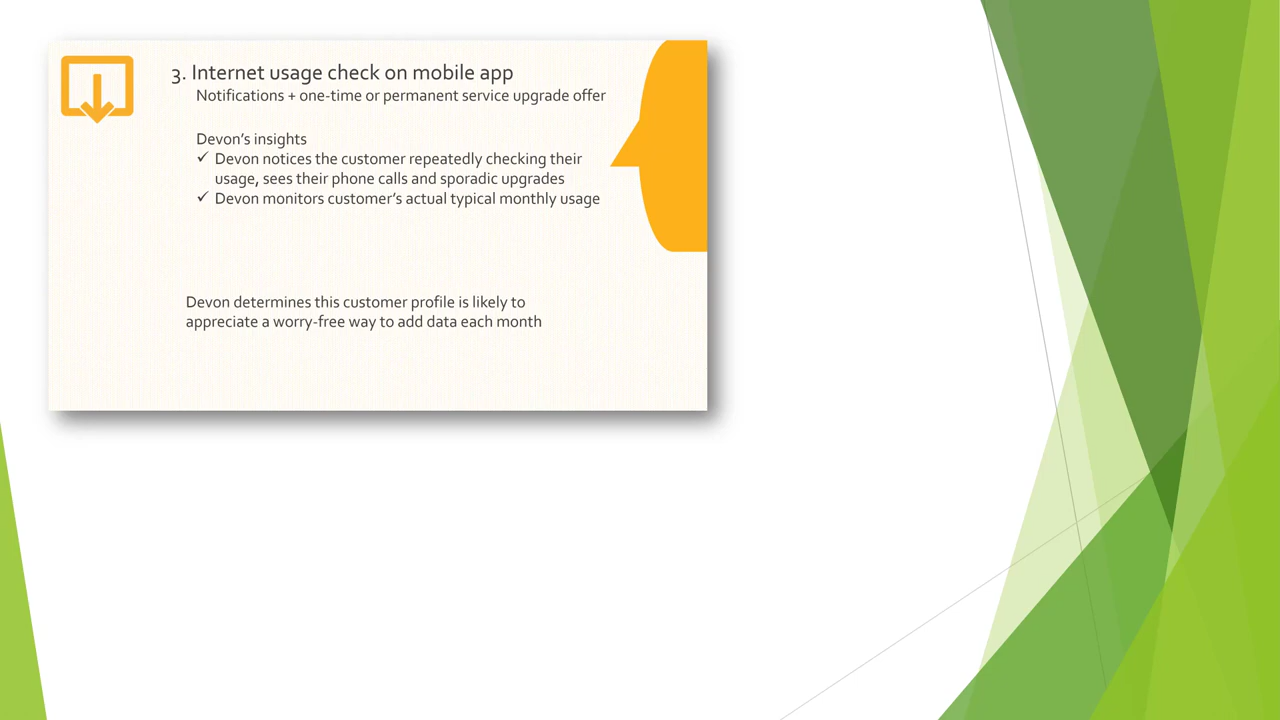 3. Internet usage check on mobile app
Notifications + one-time or permanent service upgrade offer
Devon’s insights
✓ Devon notices the customer repeatedly checking their
usage, sees their phone calls and sporadic upgrades
✓ Devon monitors customer’s actual typical monthly usage
Devon determines this customer profile is likely to
appreciate a worry-free way to add data each month